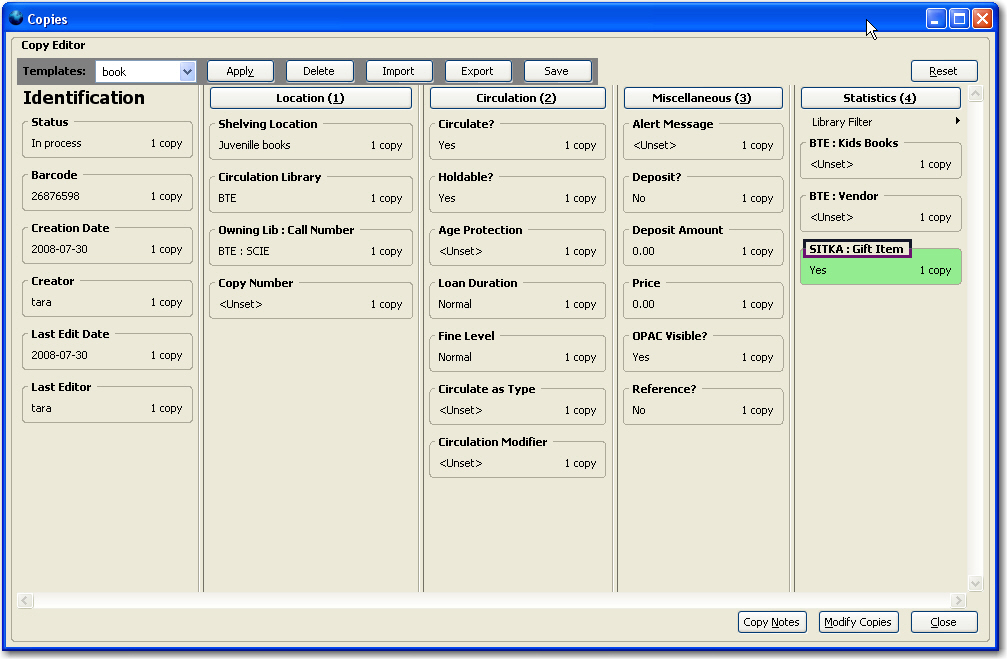 Copies
Copy Editor
Templates: book Apply Delete Import Export Save Reset
Identification
Status
In process 1 copy
Barcode
26876598 1 copy
Creation Date
2008-07-30 1 copy
Creator
tara 1 copy
Last Edit Date
2008-07-30 1 copy
Last Editor
tara 1 copy
Location (1)
Shelving Location
Juvenille books 1 copy
Circulation Library
BTE 1 copy
Owning Lib : Call Number
BTE : SCIE 1 copy
Copy Number
<Unset> 1 copy
Circulation (2)
Circulate?
Yes 1 copy
Holdable?
Yes 1 copy
Age Protection
<Unset> 1 copy
Loan Duration
Normal 1 copy
Fine Level
Normal 1 copy
Circulate as Type
<Unset> 1 copy
Circulation Modifier
<Unset> 1 copy
Miscellaneous (3)
Alert Message
<Unset> 1 copy
Deposit?
No 1 copy
Deposit Amount
0.00 1 copy
Price
0.00 1 copy
OPAC Visible?
Yes 1 copy
Reference?
No 1 copy
Statistics (4)
Library Filter
BTE : Kids Books
<Unset> 1 copy
BTE : Vendor
<Unset> 1 copy
SITKA : Gift Item
Yes 1 copy
Copy Notes Modify Copies Close